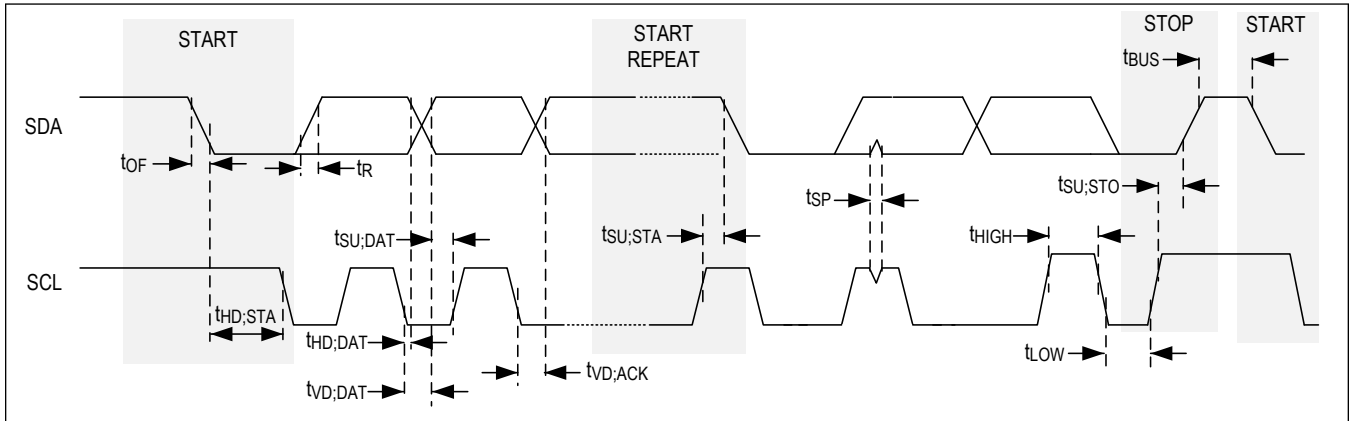 START
START
REPEAT
STOP
START
tBUS
SDA
tOF
tR
tSP
tSU;STO
tSU;DAT
tSU;STA
tHIGH
SCL
tHD;STA
tHD;DAT
tVD;DAT
tVD;ACK
tLOW